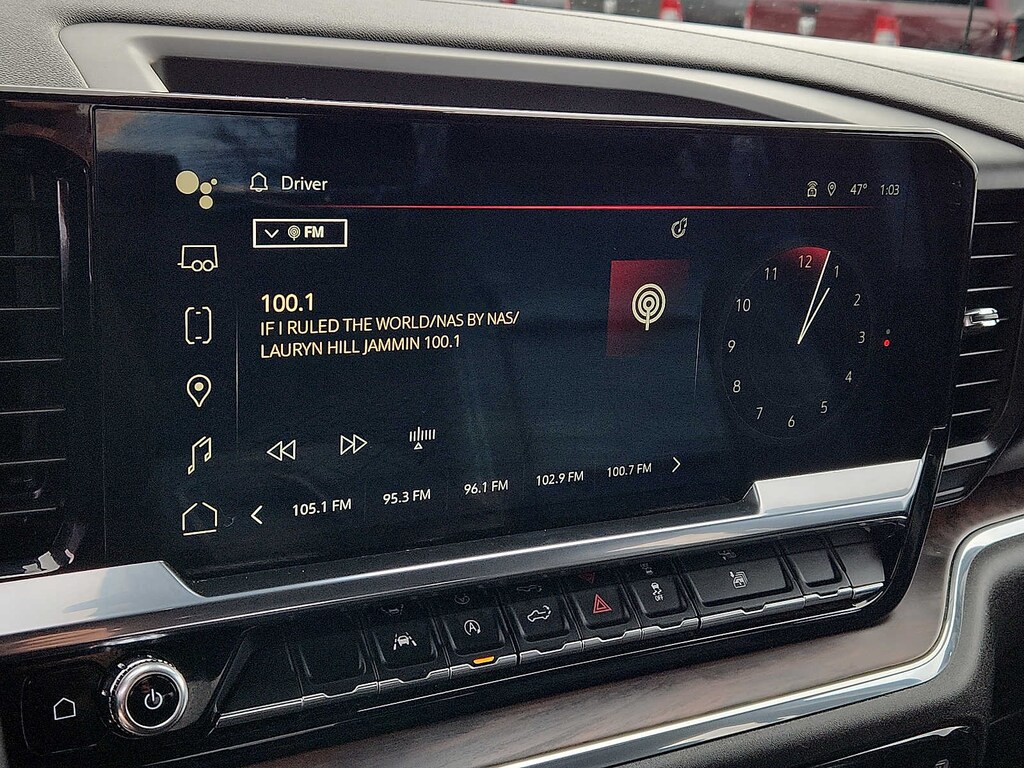 Driver
47° 1:03
FM
100.1
IF I RULED THE WORLD/NAS BY NAS/
LAURYN HILL JAMMIN 100.1
12
1
2
3
4
5
6
7
8
9
10
11
105.1 FM
95.3 FM
96.1 FM
102.9 FM
100.7 FM
A
OFF